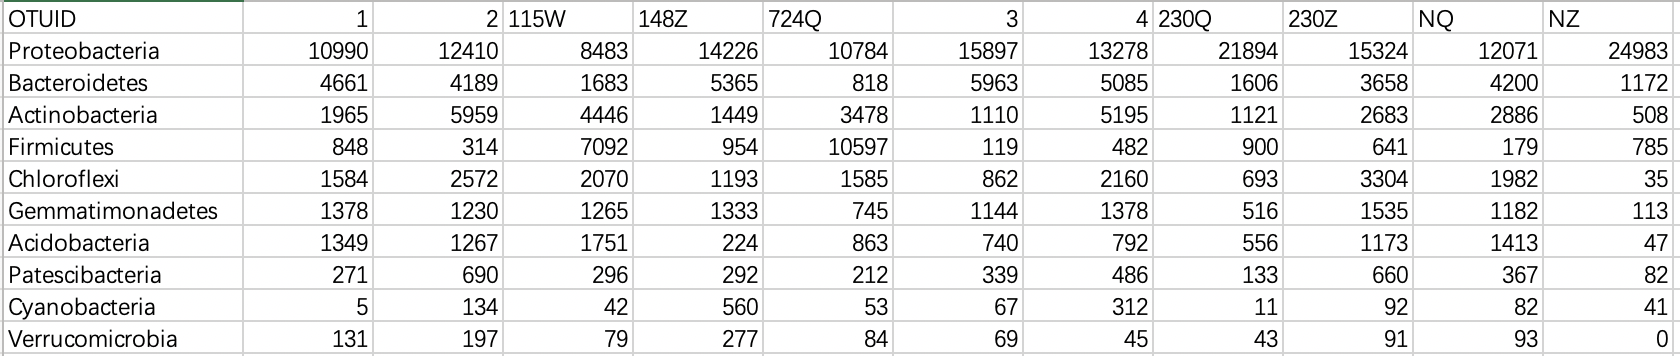 OTUID 1 2 115W 148Z 724Q 3 4 230Q 230Z NQ NZ
Proteobacteria 10990 12410 8483 14226 10784 15897 13278 21894 15324 12071 24983
Bacteroidetes 4661 4189 1683 5365 818 5963 5085 1606 3658 4200 1172
Actinobacteria 1965 5959 4446 1449 3478 1110 5195 1121 2683 2886 508
Firmicutes 848 314 7092 954 10597 119 482 900 641 179 785
Chloroflexi 1584 2572 2070 1193 1585 862 2160 693 3304 1982 35
Gemmatimonadetes 1378 1230 1265 1333 745 1144 1378 516 1535 1182 113
Acidobacteria 1349 1267 1751 224 863 740 792 556 1173 1413 47
Patescibacteria 271 690 296 292 212 339 486 133 660 367 82
Cyanobacteria 5 134 42 560 53 67 312 11 92 82 41
Verrucomicrobia 131 197 79 277 84 69 45 43 91 93 0